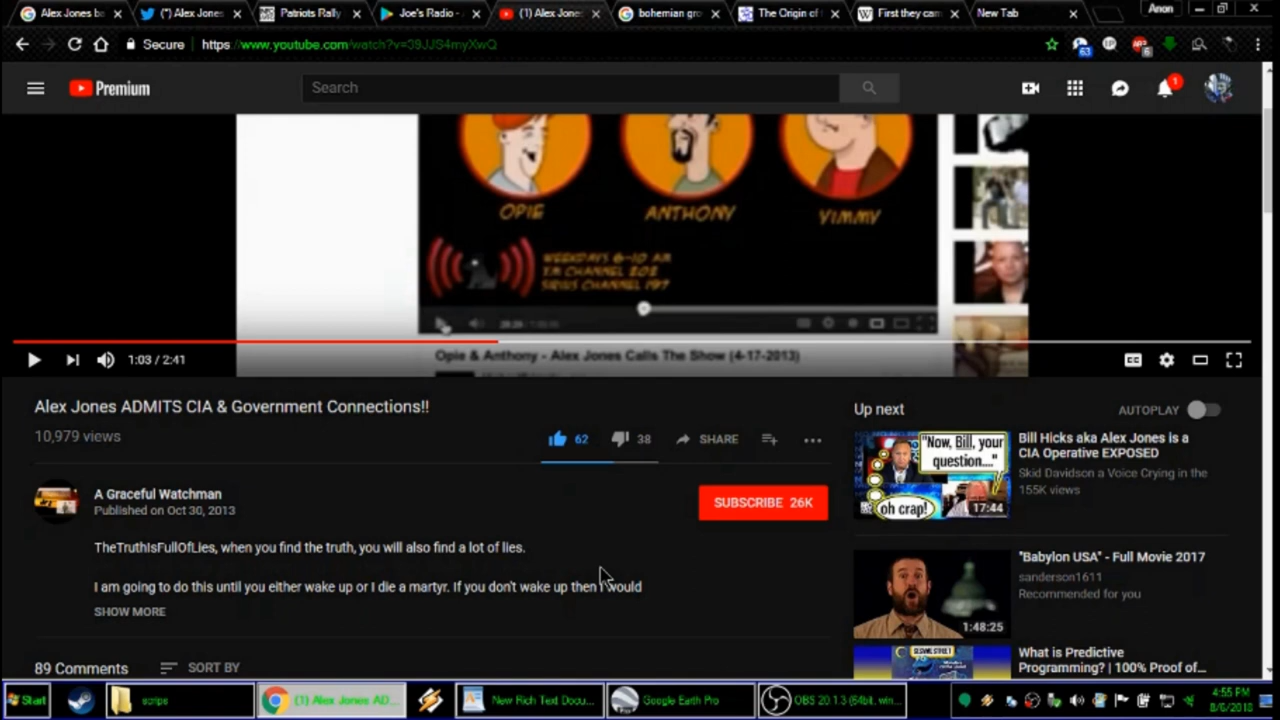 Alex Jones bo
(*) Alex Jones
Patriots Rally
Joe's Radio -
(1) Alex Jone
bohemian gro
The Origin of
First they cam
New Tab
Anon
Secure
https://www.youtube.com/watch?v=39JJS4myXwQ
63
6
Premium
Search
1
OPIE
ANTHONY
YIMMY
WEEKDAYS 6-10 AM
XM CHANNEL 202
SIRIUS CHANNEL 197
Opie & Anthony - Alex Jones Calls The Show (4-17-2013)
1:03 / 2:41
CC
Alex Jones ADMITS CIA & Government Connections!!
10,979 views
62
38
SHARE
A Graceful Watchman
Published on Oct 30, 2013
SUBSCRIBE 26K
TheTruthIsFullOfLies, when you find the truth, you will also find a lot of lies.
I am going to do this until you either wake up or I die a martyr. If you don't wake up then I would
SHOW MORE
89 Comments
SORT BY
Up next
AUTOPLAY
"Now, Bill, your
question...."
oh crap!
17:44
Bill Hicks aka Alex Jones is a
CIA Operative EXPOSED
Skid Davidson a Voice Crying in the
155K views
1:48:25
"Babylon USA" - Full Movie 2017
sanderson1611
Recommended for you
SESAME STREET
What is Predictive
Programming? | 100% Proof of...
Start
scrips
(1) Alex Jones AD...
New Rich Text Docu...
Google Earth Pro
OBS 20.1.3 (64bit, win...
4:55 PM
8/6/2018